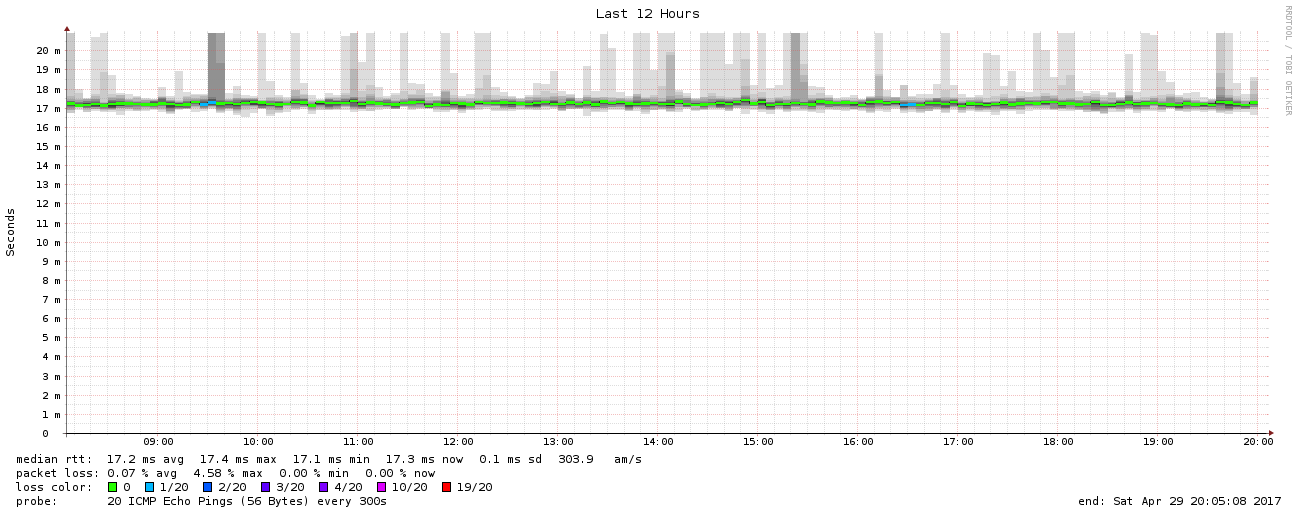 Last 12 Hours
RRDTOOL / TOBI OETIKER
Seconds
20 m
19 m
18 m
17 m
16 m
15 m
14 m
13 m
12 m
11 m
10 m
9 m
8 m
7 m
6 m
5 m
4 m
3 m
2 m
1 m
0
09:00 10:00 11:00 12:00 13:00 14:00 15:00 16:00 17:00 18:00 19:00 20:00
median rtt: 17.2 ms avg 17.4 ms max 17.1 ms min 17.3 ms now 0.1 ms sd 303.9 am/s
packet loss: 0.07 % avg 4.58 % max 0.00 % min 0.00 % now
loss color: 0 1/20 2/20 3/20 4/20 10/20 19/20
probe: 20 ICMP Echo Pings (56 Bytes) every 300s end: Sat Apr 29 20:05:08 2017